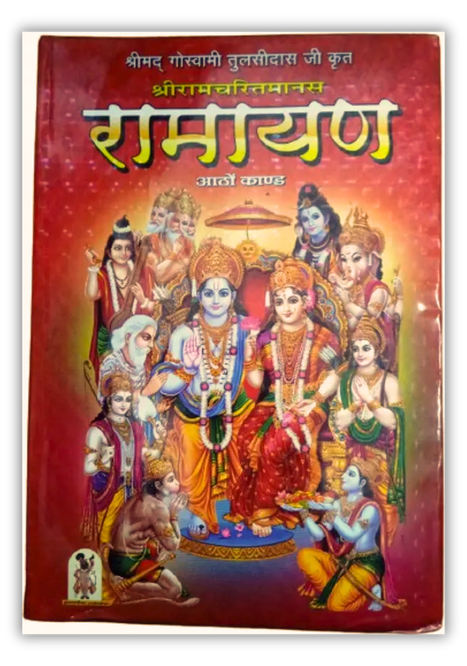 श्रीमद् गोस्वामी तुलसीदास जी कृत
श्रीरामचरितमानस
रामायण
आठों काण्ड